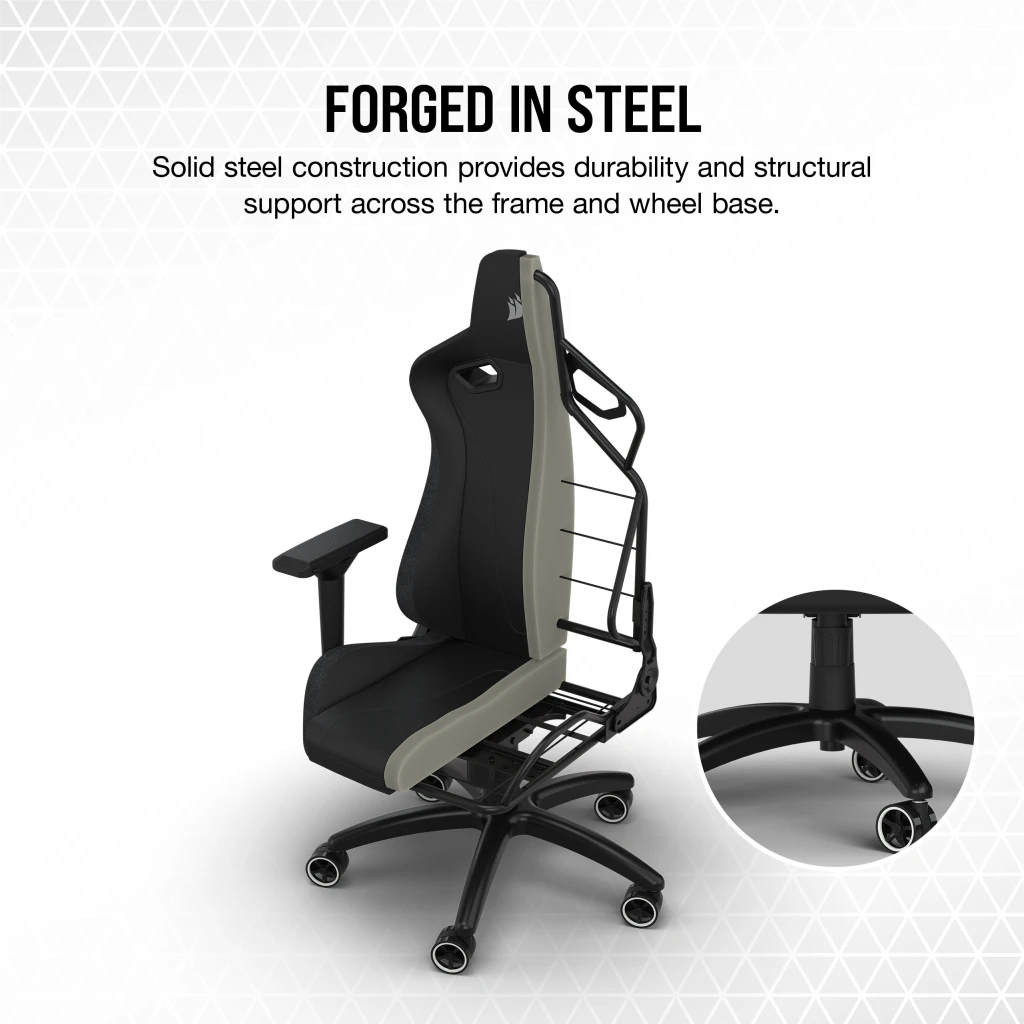 FORGED IN STEEL
Solid steel construction provides durability and structural
support across the frame and wheel base.